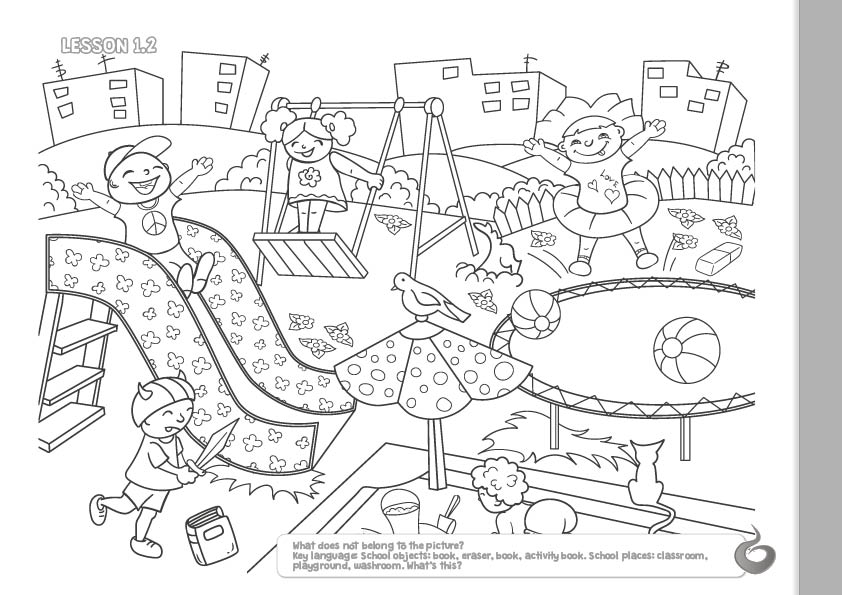 LESSON 1.2
Love
What does not belong to the picture?
Key language: School objects: book, eraser, book, activity book. School places: classroom,
playground, washroom. What's this?